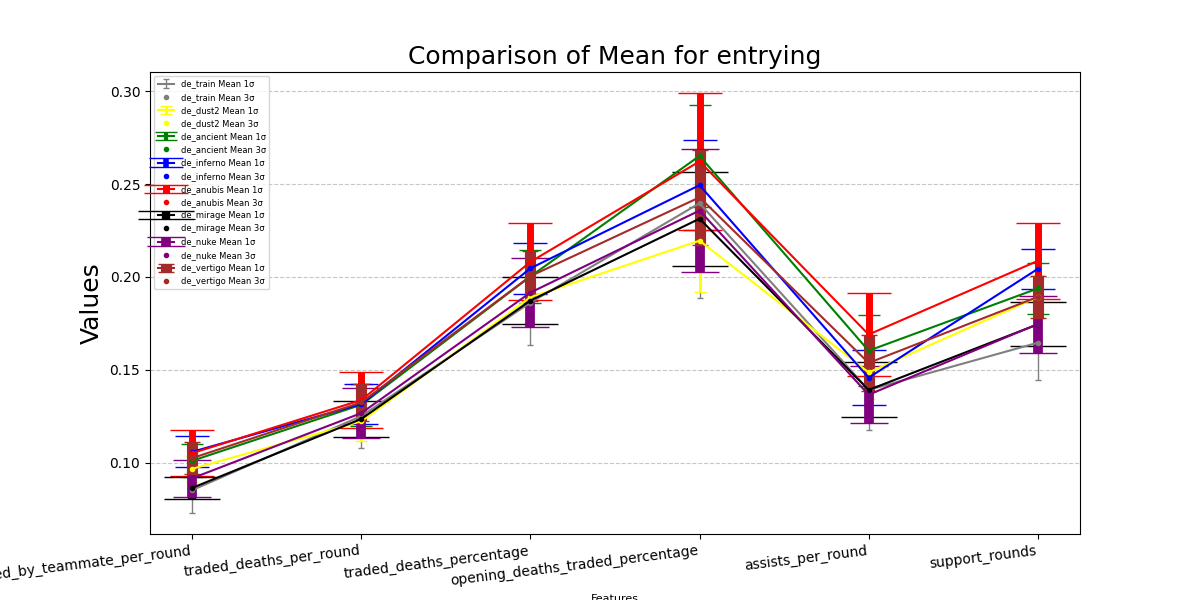 Comparison of Mean for entrying
Values
0.30
0.25
0.20
0.15
0.10
de_train Mean 1σ
de_train Mean 3σ
de_dust2 Mean 1σ
de_dust2 Mean 3σ
de_ancient Mean 1σ
de_ancient Mean 3σ
de_inferno Mean 1σ
de_inferno Mean 3σ
de_anubis Mean 1σ
de_anubis Mean 3σ
de_mirage Mean 1σ
de_mirage Mean 3σ
de_nuke Mean 1σ
de_nuke Mean 3σ
de_vertigo Mean 1σ
de_vertigo Mean 3σ
ed_by_teammate_per_round
traded_deaths_per_round
traded_deaths_percentage
opening_deaths_traded_percentage
assists_per_round
support_rounds
Features